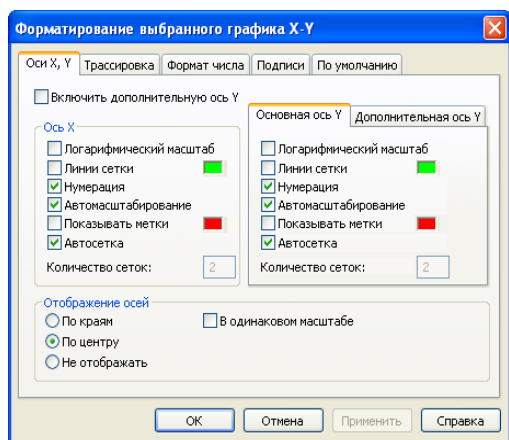 Форматирование выбранного графика X-Y
Оси X, Y
Трассировка
Формат числа
Подписи
По умолчанию
Включить дополнительную ось Y
Ось X
Логарифмический масштаб
Линии сетки
Нумерация
Автомасштабирование
Показывать метки
Автосетка
Количество сеток:
2
Основная ось Y
Дополнительная ось Y
Логарифмический масштаб
Линии сетки
Нумерация
Автомасштабирование
Показывать метки
Автосетка
Количество сеток:
2
Отображение осей
По краям
В одинаковом масштабе
По центру
Не отображать
ОК
Отмена
Применить
Справка